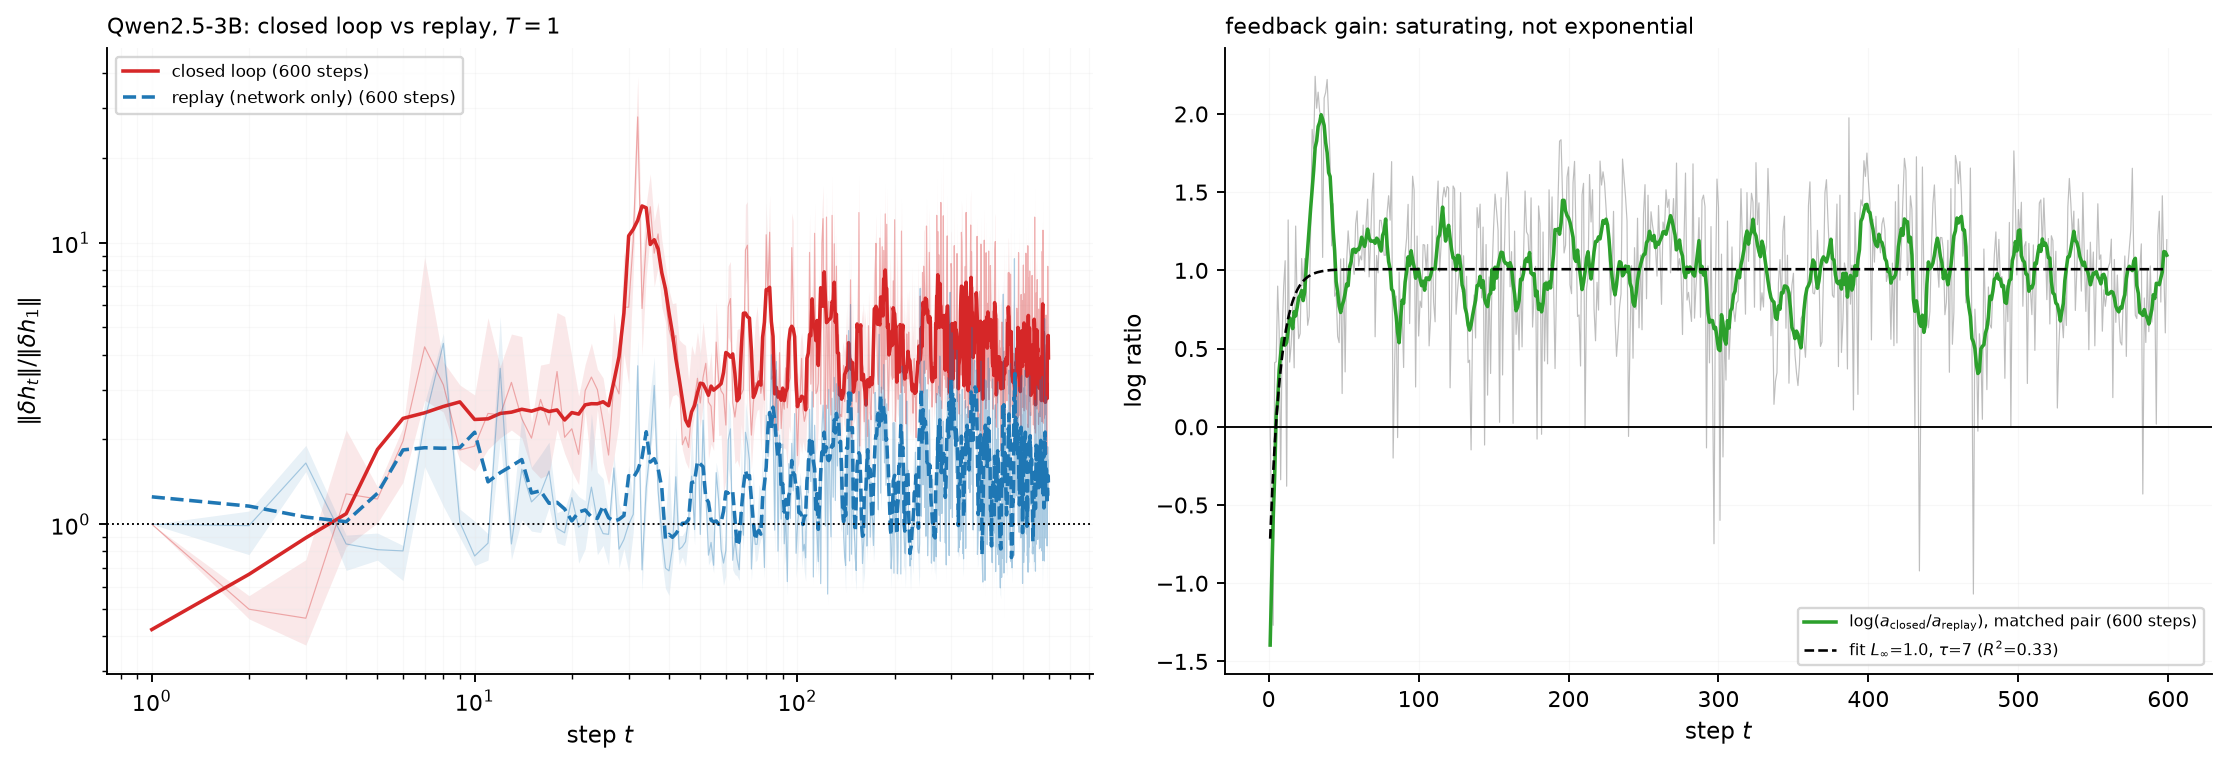 Qwen2.5-3B: closed loop vs replay, T = 1
closed loop (600 steps)
replay (network only) (600 steps)
10¹
10⁰
‖δhₜ‖/‖δh₁‖
10⁰ 10¹ 10²
step t
feedback gain: saturating, not exponential
2.0
1.5
1.0
0.5
0.0
−0.5
−1.0
−1.5
log ratio
log(a_closed/a_replay), matched pair (600 steps)
fit L∞=1.0, τ=7 (R²=0.33)
0 100 200 300 400 500 600
step t